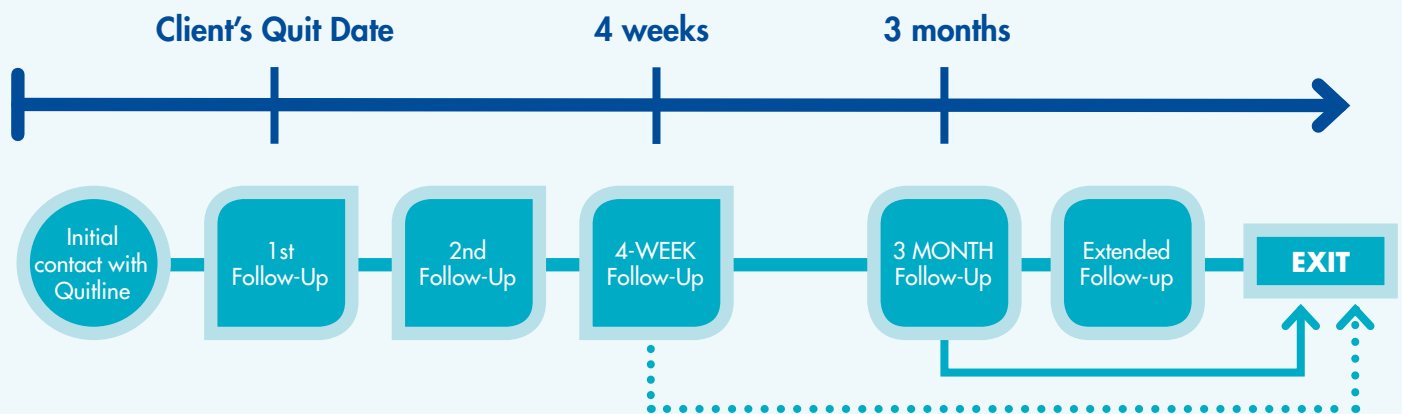 Client's Quit Date
4 weeks
3 months
Initial
contact with
Quitline
1st
Follow-Up
2nd
Follow-Up
4-WEEK
Follow-Up
3 MONTH
Follow-Up
Extended
Follow-up
EXIT